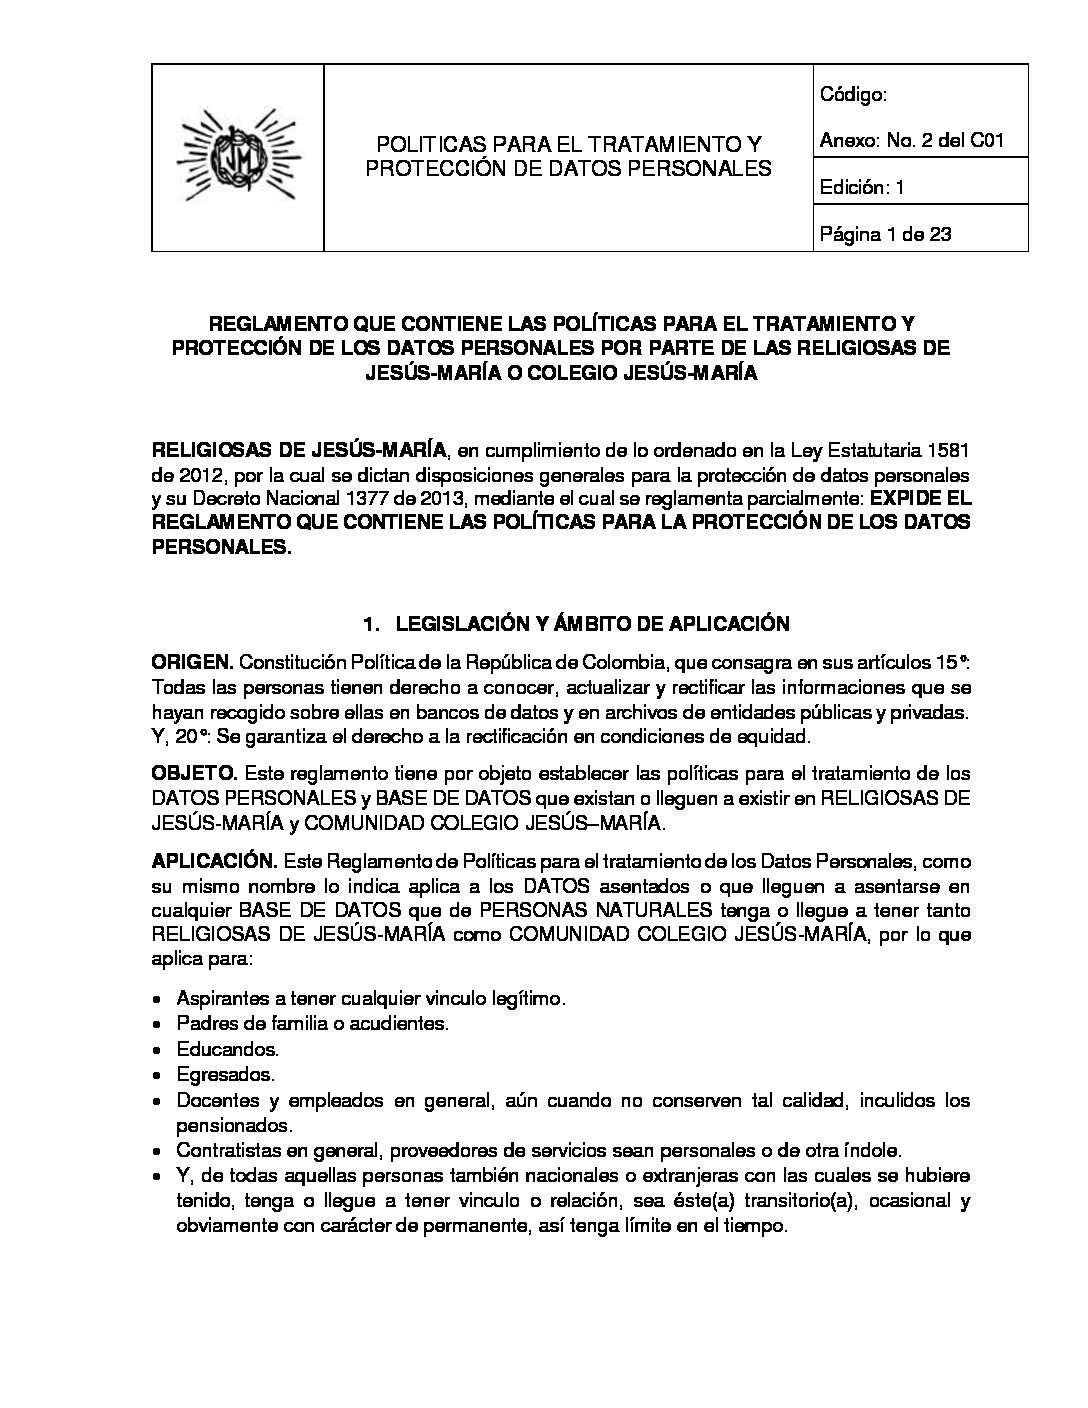 JM
POLITICAS PARA EL TRATAMIENTO Y
PROTECCIÓN DE DATOS PERSONALES
Código:
Anexo: No. 2 del C01
Edición: 1
Página 1 de 23
REGLAMENTO QUE CONTIENE LAS POLÍTICAS PARA EL TRATAMIENTO Y
PROTECCIÓN DE LOS DATOS PERSONALES POR PARTE DE LAS RELIGIOSAS DE
JESÚS-MARÍA O COLEGIO JESÚS-MARÍA
RELIGIOSAS DE JESÚS-MARÍA, en cumplimiento de lo ordenado en la Ley Estatutaria 1581
de 2012, por la cual se dictan disposiciones generales para la protección de datos personales
y su Decreto Nacional 1377 de 2013, mediante el cual se reglamenta parcialmente: EXPIDE EL
REGLAMENTO QUE CONTIENE LAS POLÍTICAS PARA LA PROTECCIÓN DE LOS DATOS
PERSONALES.
1. LEGISLACIÓN Y ÁMBITO DE APLICACIÓN
ORIGEN. Constitución Política de la República de Colombia, que consagra en sus artículos 15°:
Todas las personas tienen derecho a conocer, actualizar y rectificar las informaciones que se
hayan recogido sobre ellas en bancos de datos y en archivos de entidades públicas y privadas.
Y, 20°: Se garantiza el derecho a la rectificación en condiciones de equidad.
OBJETO. Este reglamento tiene por objeto establecer las políticas para el tratamiento de los
DATOS PERSONALES y BASE DE DATOS que existan o lleguen a existir en RELIGIOSAS DE
JESÚS-MARÍA y COMUNIDAD COLEGIO JESÚS–MARÍA.
APLICACIÓN. Este Reglamento de Políticas para el tratamiento de los Datos Personales, como
su mismo nombre lo indica aplica a los DATOS asentados o que lleguen a asentarse en
cualquier BASE DE DATOS que de PERSONAS NATURALES tenga o llegue a tener tanto
RELIGIOSAS DE JESÚS-MARÍA como COMUNIDAD COLEGIO JESÚS-MARÍA, por lo que
aplica para:
• Aspirantes a tener cualquier vinculo legítimo.
• Padres de familia o acudientes.
• Educandos.
• Egresados.
• Docentes y empleados en general, aún cuando no conserven tal calidad, inculidos los
pensionados.
• Contratistas en general, proveedores de servicios sean personales o de otra índole.
• Y, de todas aquellas personas también nacionales o extranjeras con las cuales se hubiere
tenido, tenga o llegue a tener vinculo o relación, sea éste(a) transitorio(a), ocasional y
obviamente con carácter de permanente, así tenga límite en el tiempo.